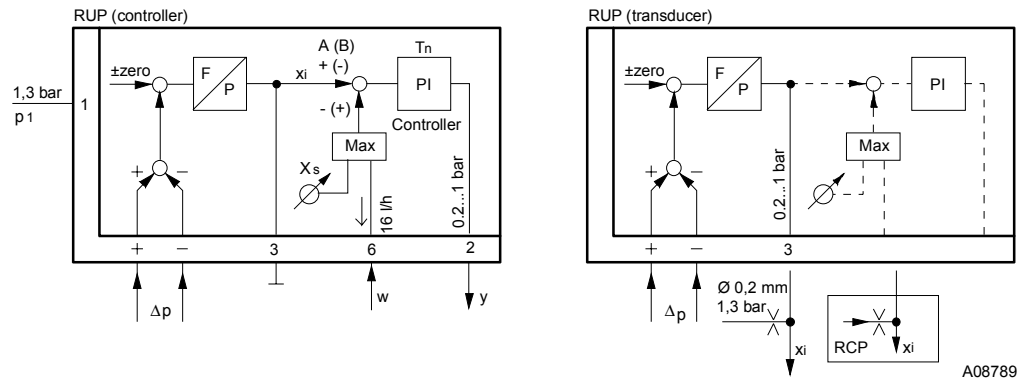 RUP (controller)
1,3 bar
p1
1
±zero
F
P
xi
A (B)
+ (-)
- (+)
Tn
PI
Controller
Max
Xs
16 l/h
0.2...1 bar
+
−
+
−
3
6
2
Δp
w
y
RUP (transducer)
±zero
F
P
PI
Max
0.2...1 bar
+
−
+
−
3
Δp
Ø 0,2 mm
1,3 bar
xi
RCP
xi
A08789